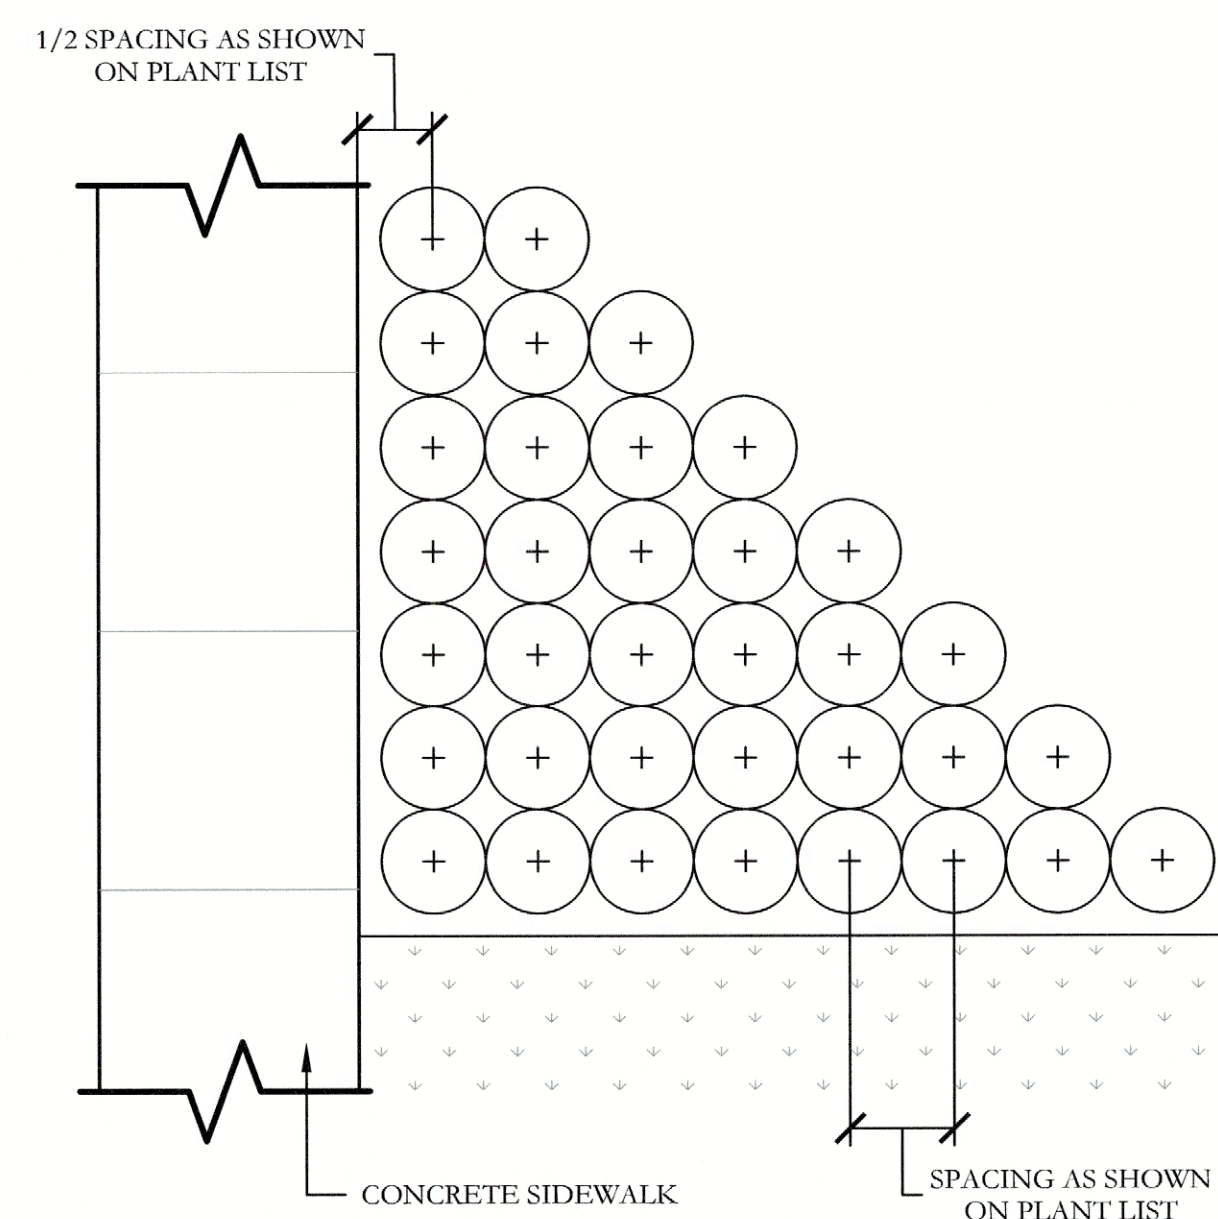 1/2 SPACING AS SHOWN
ON PLANT LIST
CONCRETE SIDEWALK
SPACING AS SHOWN
ON PLANT LIST